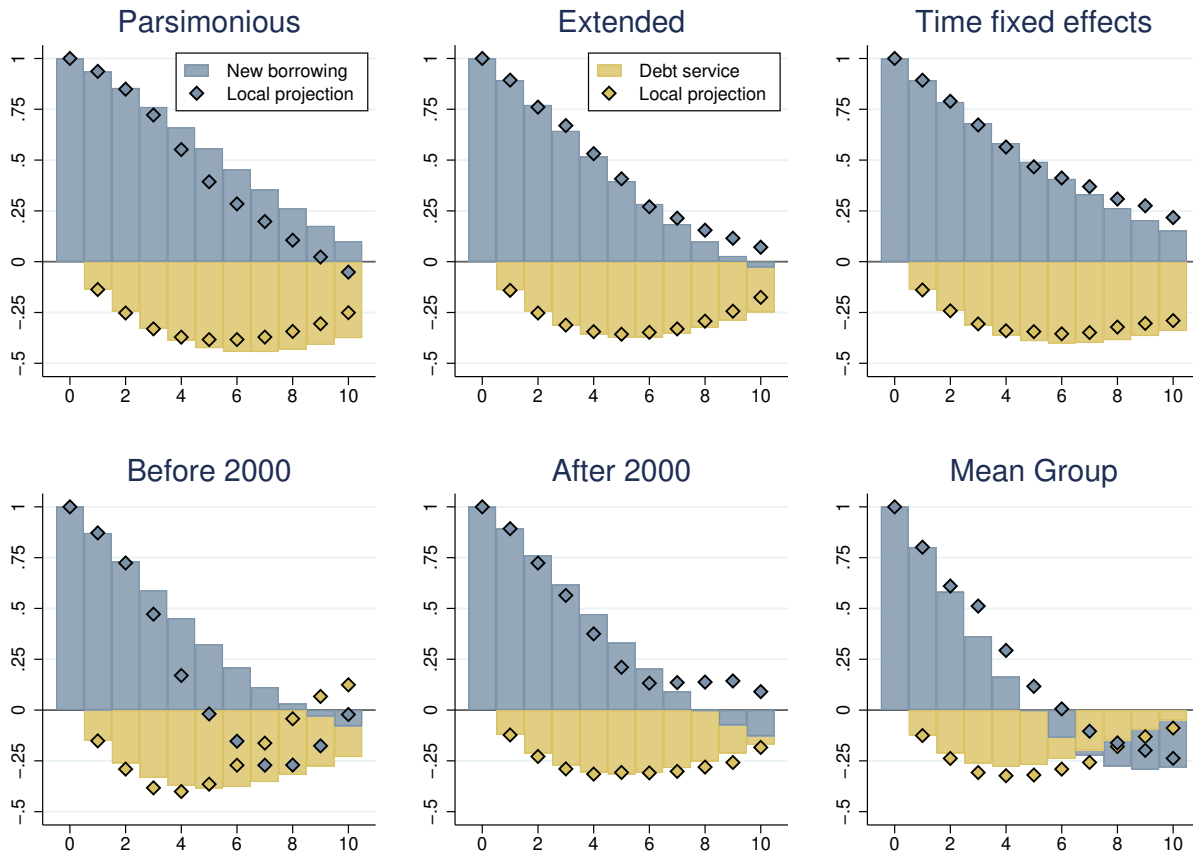 Parsimonious
New borrowing
Local projection
1
.75
.5
.25
0
-.25
-.5
0 2 4 6 8 10
Extended
Debt service
Local projection
1
.75
.5
.25
0
-.25
-.5
0 2 4 6 8 10
Time fixed effects
1
.75
.5
.25
0
-.25
-.5
0 2 4 6 8 10
Before 2000
1
.75
.5
.25
0
-.25
-.5
0 2 4 6 8 10
After 2000
1
.75
.5
.25
0
-.25
-.5
0 2 4 6 8 10
Mean Group
1
.75
.5
.25
0
-.25
-.5
0 2 4 6 8 10